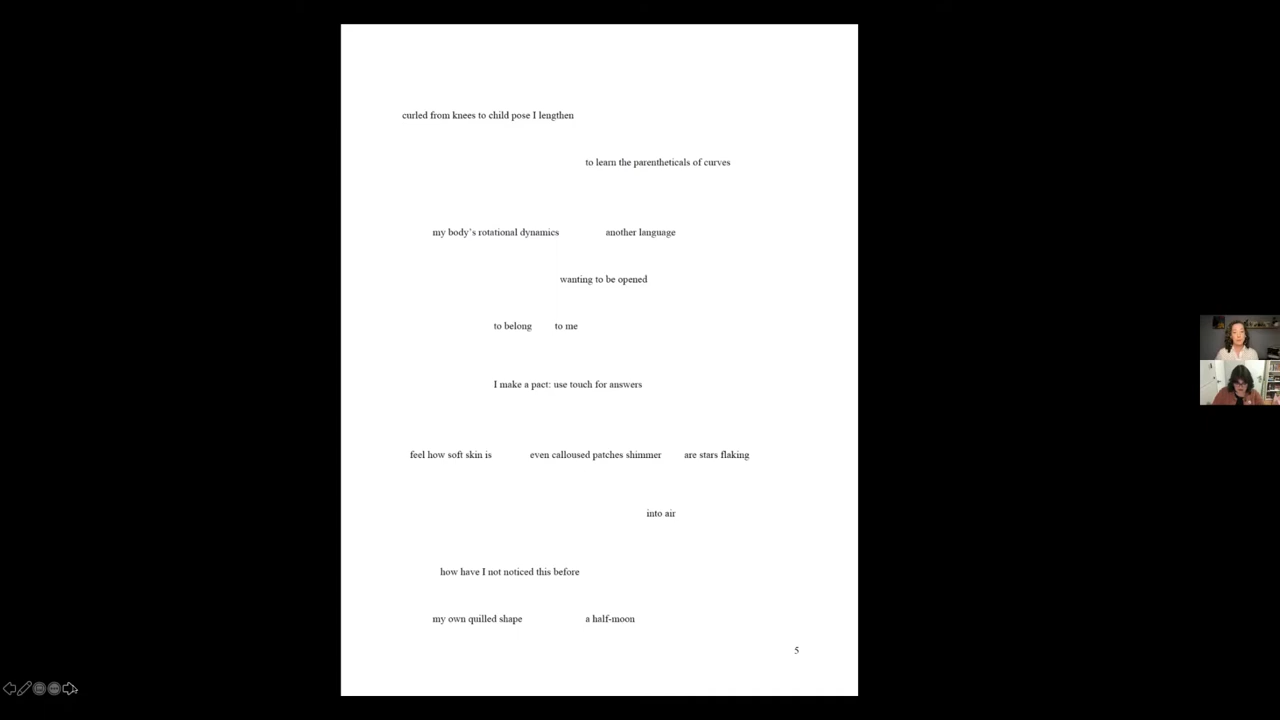 curled from knees to child pose I lengthen
to learn the parentheticals of curves
my body's rotational dynamics another language
wanting to be opened
to belong to me
I make a pact: use touch for answers
feel how soft skin is even calloused patches shimmer are stars flaking
into air
how have I not noticed this before
my own quilled shape a half-moon
5